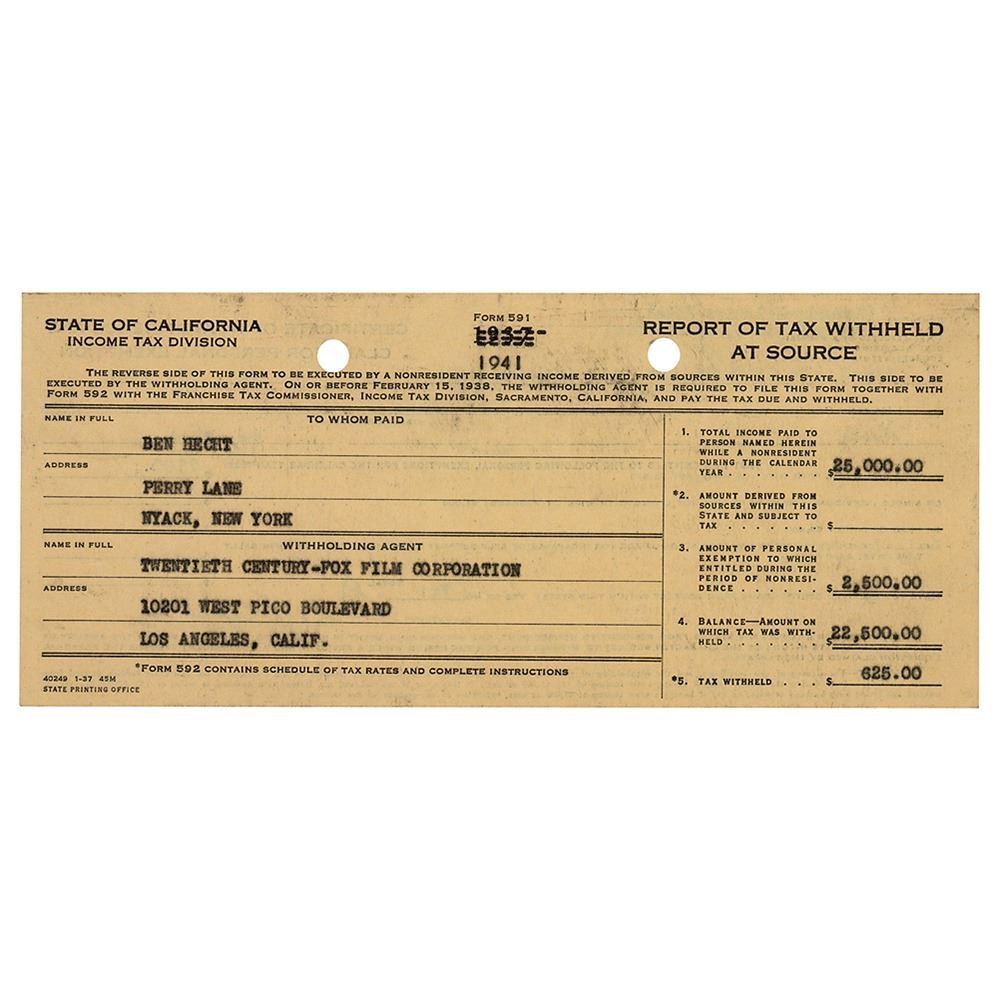 STATE OF CALIFORNIA
INCOME TAX DIVISION
FORM 591
1941
REPORT OF TAX WITHHELD
AT SOURCE
THE REVERSE SIDE OF THIS FORM TO BE EXECUTED BY A NONRESIDENT RECEIVING INCOME DERIVED FROM SOURCES WITHIN THIS STATE. THIS SIDE TO BE
EXECUTED BY THE WITHHOLDING AGENT. ON OR BEFORE FEBRUARY 15, 1938, THE WITHHOLDING AGENT IS REQUIRED TO FILE THIS FORM TOGETHER WITH
FORM 592 WITH THE FRANCHISE TAX COMMISSIONER, INCOME TAX DIVISION, SACRAMENTO, CALIFORNIA, AND PAY THE TAX DUE AND WITHHELD.
NAME IN FULL TO WHOM PAID
BEN HECHT
ADDRESS
PERRY LANE
NYACK, NEW YORK
NAME IN FULL WITHHOLDING AGENT
TWENTIETH CENTURY-FOX FILM CORPORATION
ADDRESS
10201 WEST PICO BOULEVARD
LOS ANGELES, CALIF.
*FORM 592 CONTAINS SCHEDULE OF TAX RATES AND COMPLETE INSTRUCTIONS
40249 1-37 45M
STATE PRINTING OFFICE
1. TOTAL INCOME PAID TO
PERSON NAMED HEREIN
WHILE A NONRESIDENT
DURING THE CALENDAR
YEAR . . . . . . . $25,000.00
*2. AMOUNT DERIVED FROM
SOURCES WITHIN THIS
STATE AND SUBJECT TO
TAX . . . . . . . $
3. AMOUNT OF PERSONAL
EXEMPTION TO WHICH
ENTITLED DURING THE
PERIOD OF NONRESI-
DENCE . . . . . . $ 2,500.00
4. BALANCE—AMOUNT ON
WHICH TAX WAS WITH-
HELD . . . . . . . $22,500.00
*5. TAX WITHHELD . . . $ 625.00